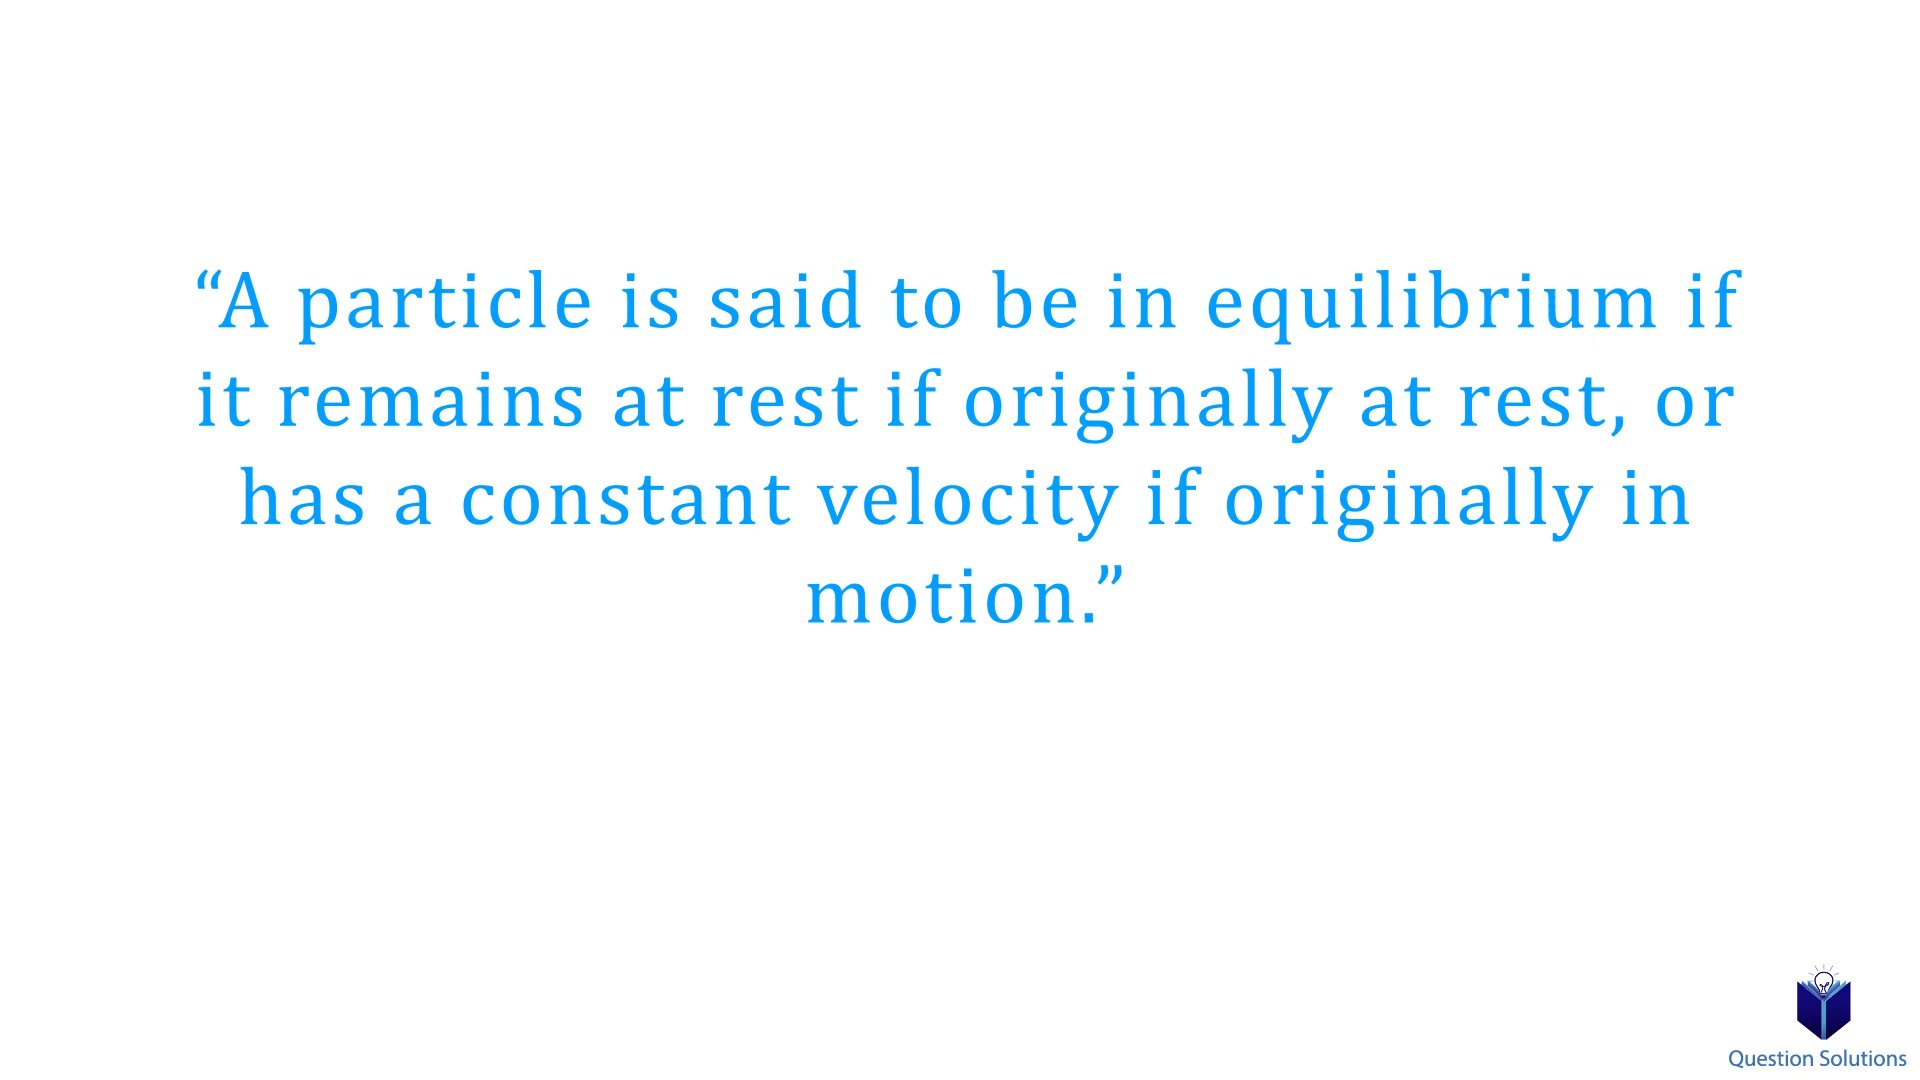 “A particle is said to be in equilibrium if
it remains at rest if originally at rest, or
has a constant velocity if originally in
motion.”
Question Solutions